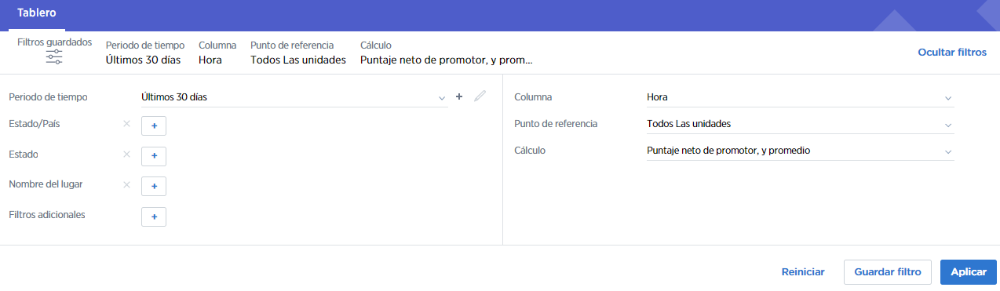 Tablero
Filtros guardados
Periodo de tiempo
Últimos 30 días
Columna
Hora
Punto de referencia
Todos Las unidades
Cálculo
Puntaje neto de promotor, y prom...
Ocultar filtros
Periodo de tiempo
Últimos 30 días
Estado/País
Estado
Nombre del lugar
Filtros adicionales
Columna
Hora
Punto de referencia
Todos Las unidades
Cálculo
Puntaje neto de promotor, y promedio
Reiniciar
Guardar filtro
Aplicar